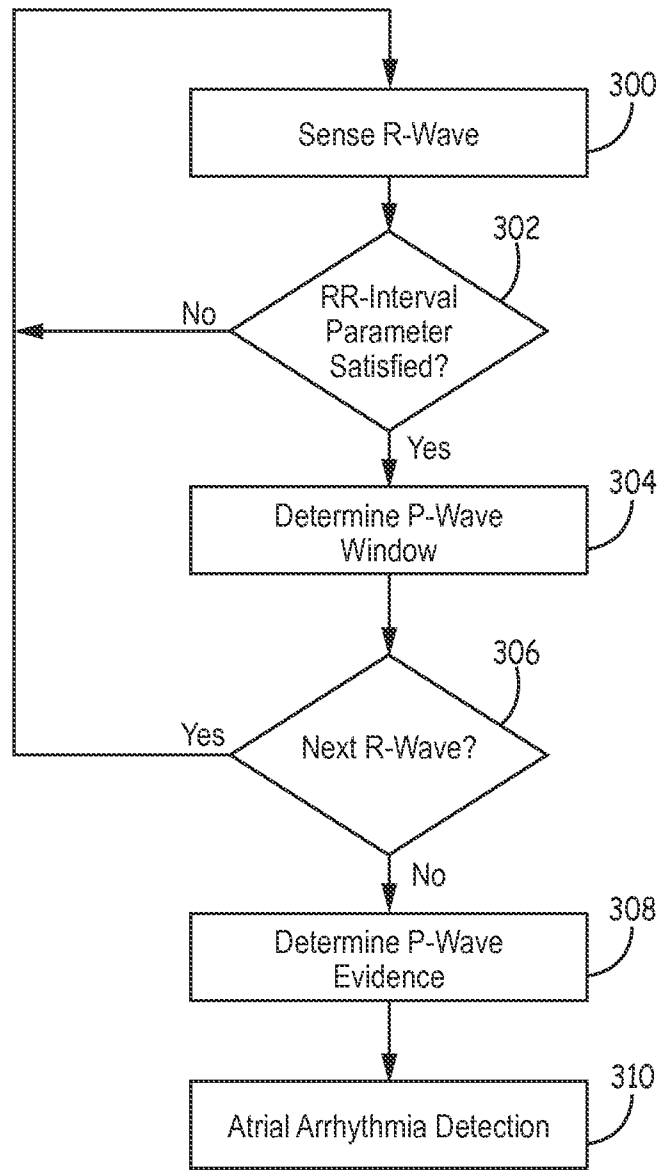 300
Sense R-Wave
302
RR-Interval
Parameter
Satisfied?
No
Yes
304
Determine P-Wave
Window
306
Yes
Next R-Wave?
No
308
Determine P-Wave
Evidence
310
Atrial Arrhythmia Detection